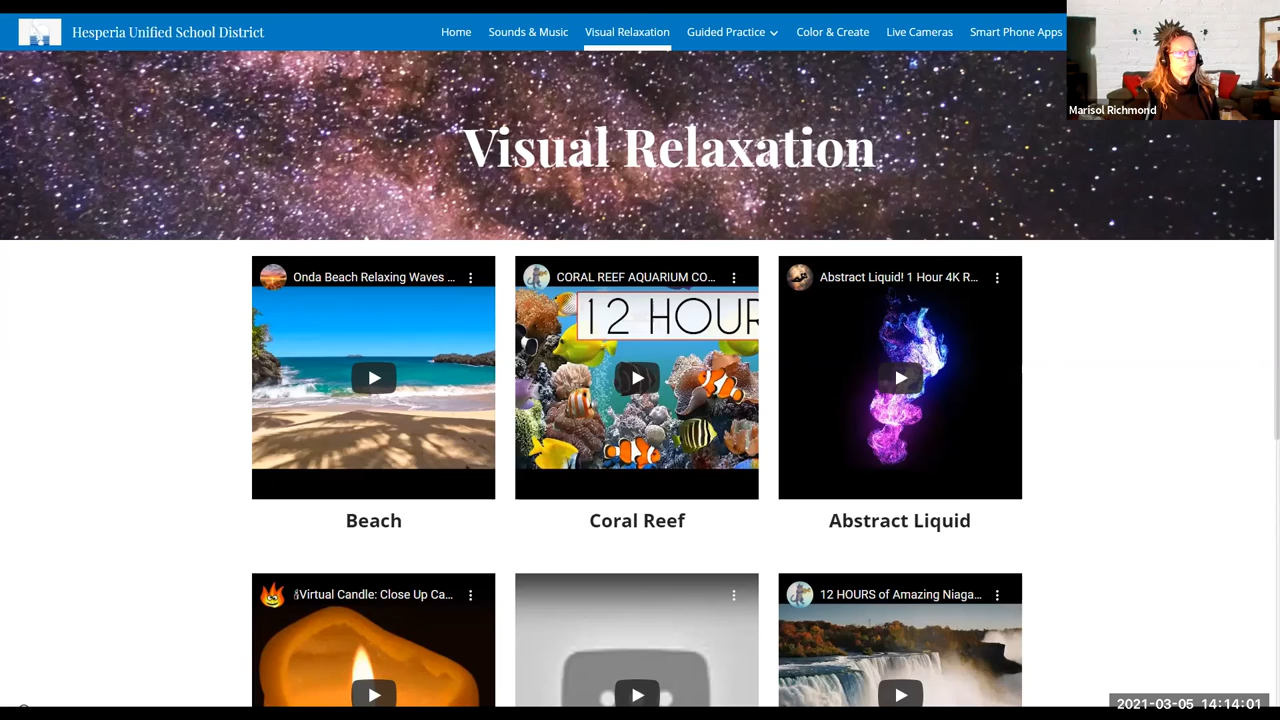 Hesperia Unified School District
Home Sounds & Music Visual Relaxation Guided Practice Color & Create Live Cameras Smart Phone Apps
Marisol Richmond
Visual Relaxation
Onda Beach Relaxing Waves ...
CORAL REEF AQUARIUM CO...
Abstract Liquid! 1 Hour 4K R...
12 HOUR
Beach
Coral Reef
Abstract Liquid
Virtual Candle: Close Up Ca...
12 HOURS of Amazing Niaga...
2021-03-05 14:14:01